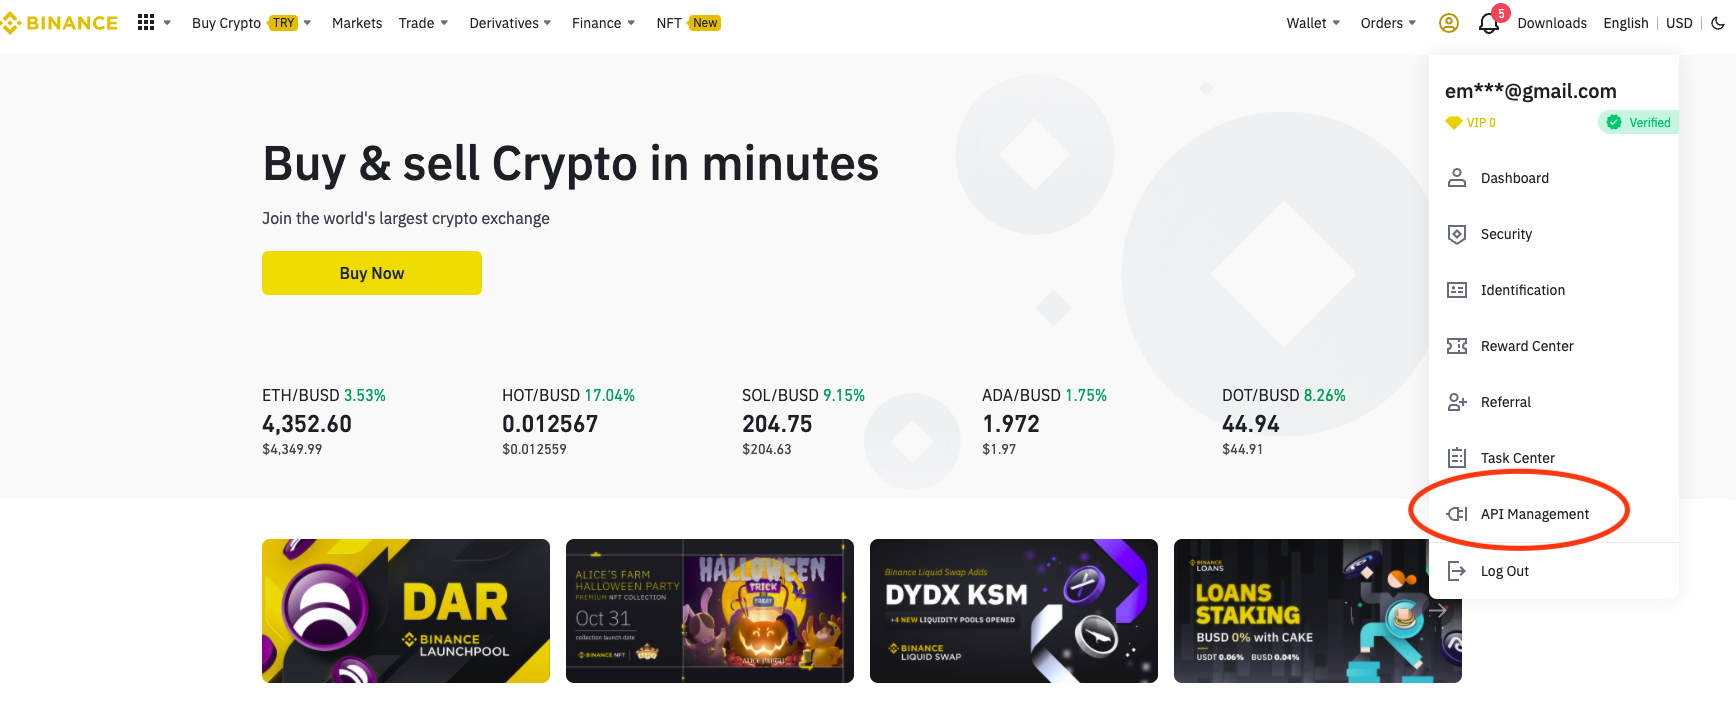 BINANCE
Buy Crypto TRY
Markets
Trade
Derivatives
Finance
NFT New
Wallet
Orders
5
Downloads
English
USD
em***@gmail.com
VIP 0
Verified
Dashboard
Security
Identification
Reward Center
Referral
Task Center
API Management
Log Out
Buy & sell Crypto in minutes
Join the world's largest crypto exchange
Buy Now
ETH/BUSD 3.53%
4,352.60
$4,349.99
HOT/BUSD 17.04%
0.012567
$0.012559
SOL/BUSD 9.15%
204.75
$204.63
ADA/BUSD 1.75%
1.972
$1.97
DOT/BUSD 8.26%
44.94
$44.91
DAR
BINANCE
LAUNCHPOOL
ALICE'S FARM
HALLOWEEN PARTY
PREMIUM NFT COLLECTION
Oct 31
collection launch date
BINANCE NFT
HALLOWEEN
TRICK
OR
TREAT
Binance Liquid Swap Adds
DYDX KSM
+4 NEW LIQUIDITY POOLS OPENED
BINANCE
LIQUID SWAP
BINANCE
LOANS
LOANS
STAKING
BUSD 0% with CAKE
USDT 0.06% BUSD 0.04%